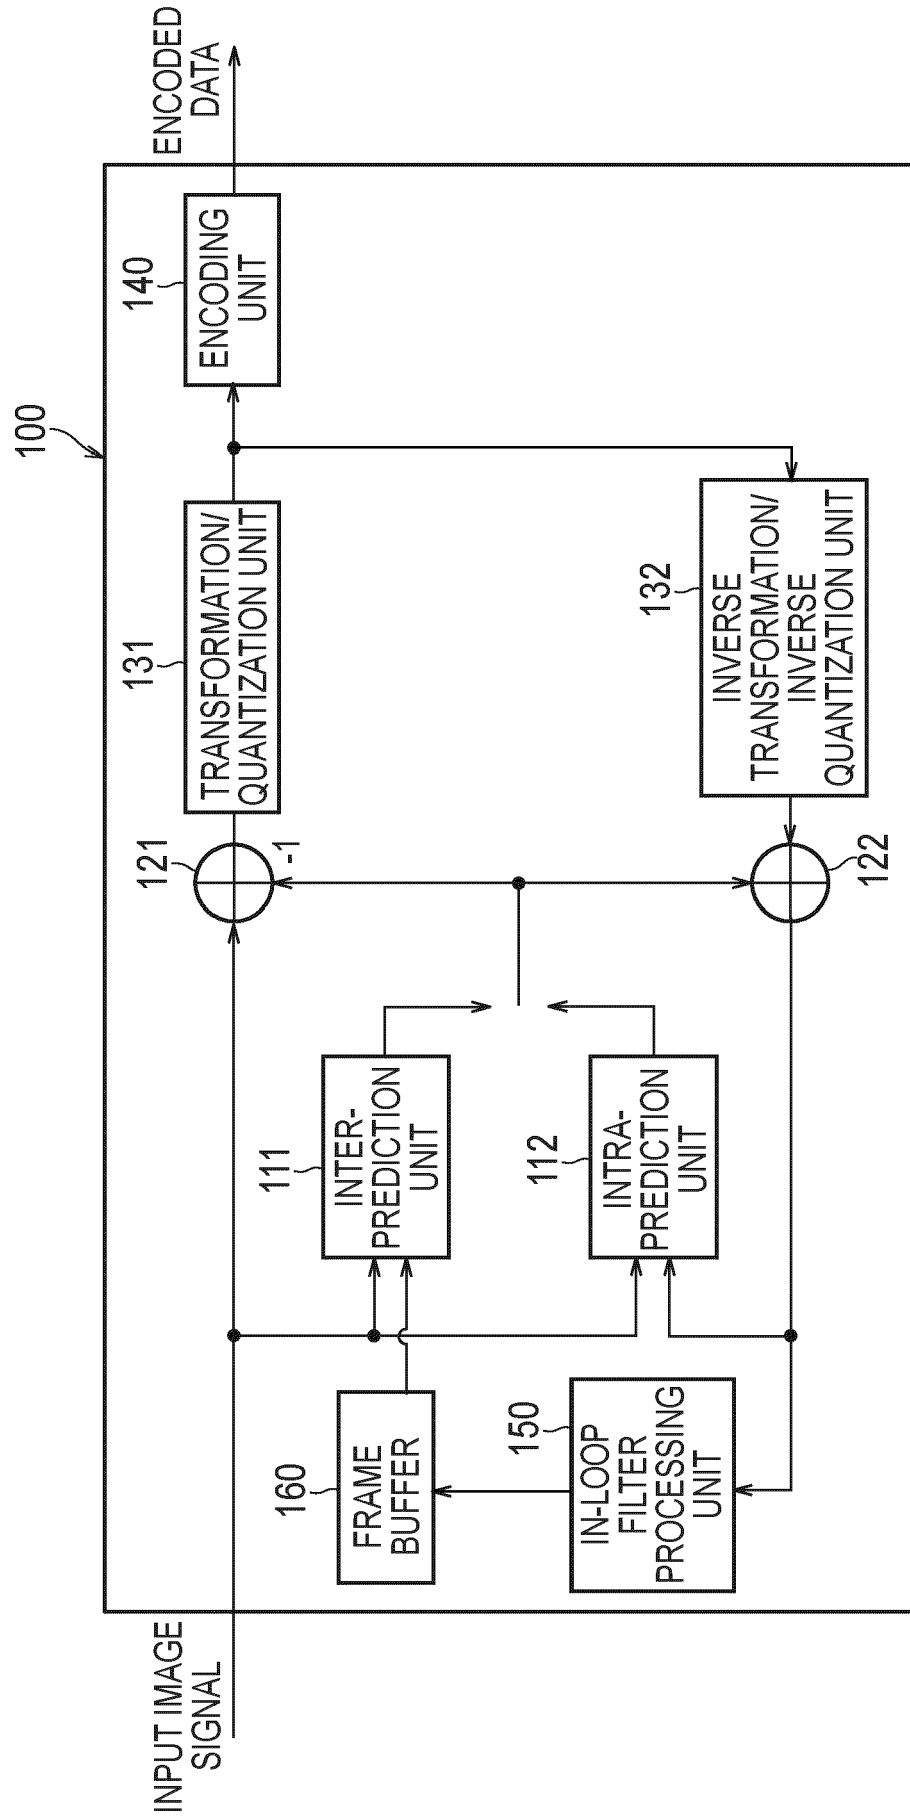 100
INPUT IMAGE
SIGNAL
121
131
TRANSFORMATION/
QUANTIZATION UNIT
140
ENCODING
UNIT
ENCODED
DATA
-1
160
FRAME
BUFFER
111
INTER-
PREDICTION
UNIT
150
IN-LOOP
FILTER
PROCESSING
UNIT
112
INTRA-
PREDICTION
UNIT
122
132
INVERSE
TRANSFORMATION/
INVERSE
QUANTIZATION UNIT